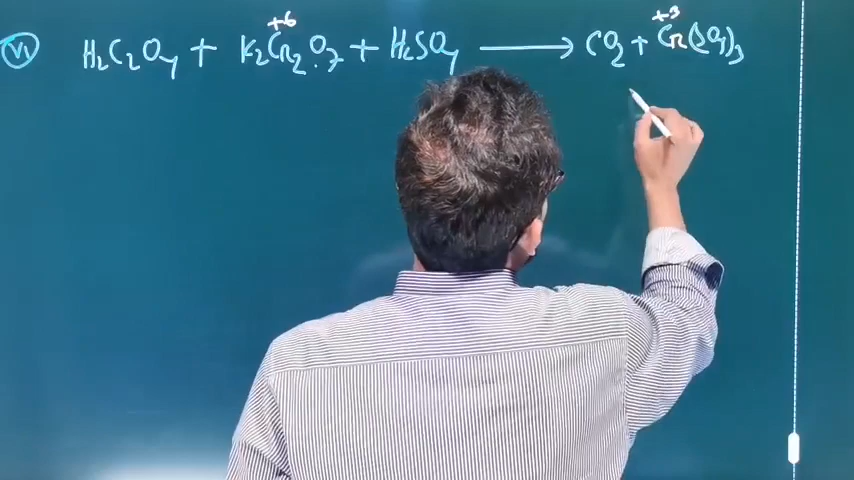 +6 +3
VI H₂C₂O₄ + K₂Cr₂O₇ + H₂SO₄ ⟶ CO₂ + Cr₂(SO₄)₃